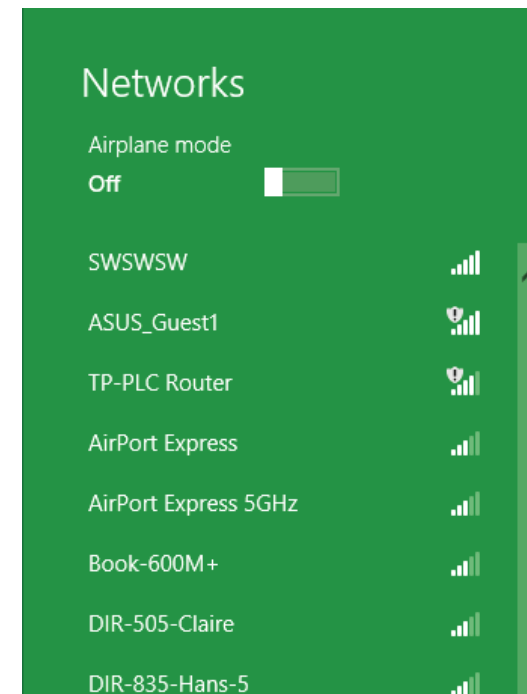 Networks
Airplane mode
Off
SWSWSW
ASUS_Guest1
TP-PLC Router
AirPort Express
AirPort Express 5GHz
Book-600M+
DIR-505-Claire
DIR-835-Hans-5